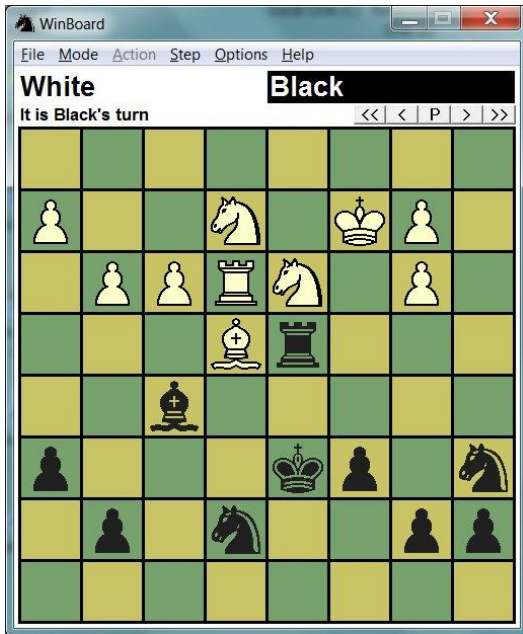 WinBoard
File Mode Action Step Options Help
White Black
It is Black's turn << < P > >>